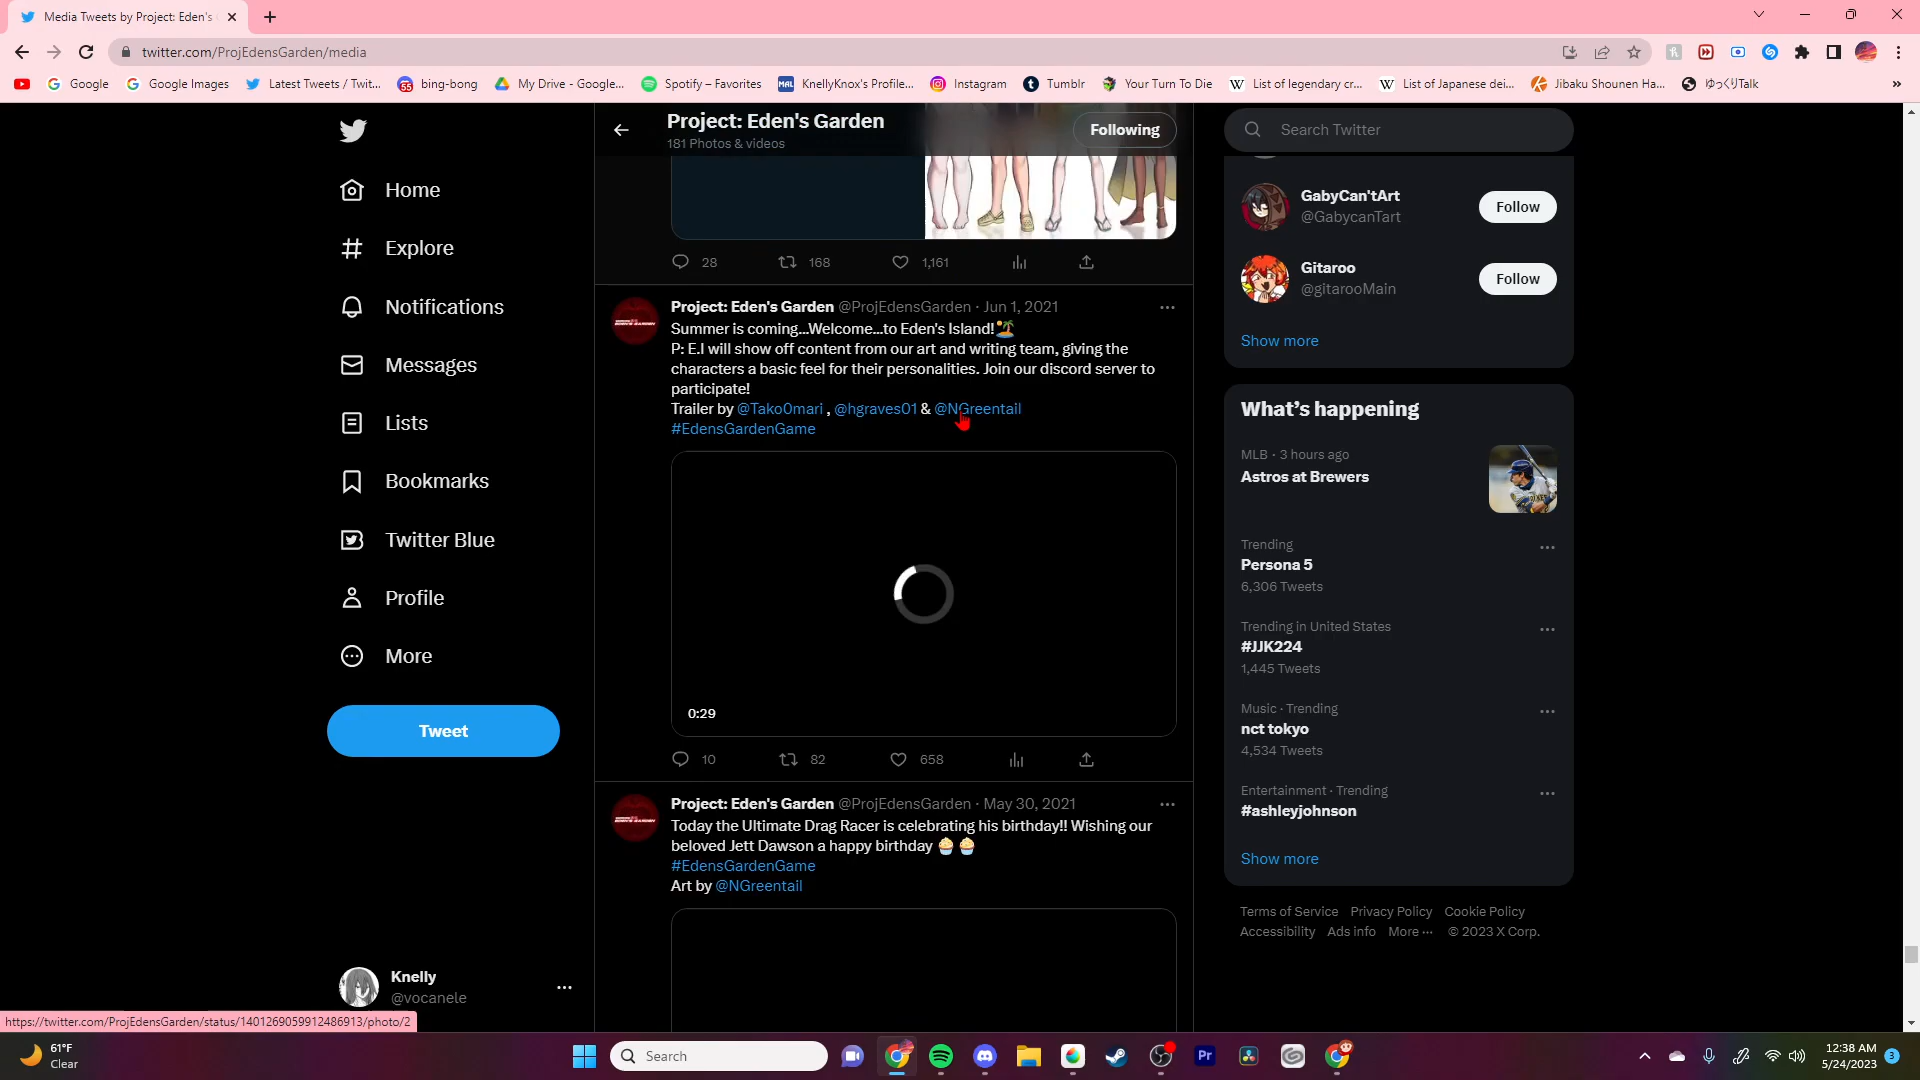 Media Tweets by Project: Eden's
twitter.com/ProjEdensGarden/media
Google
Google Images
Latest Tweets / Twit...
bing-bong
My Drive - Google...
Spotify – Favorites
MAL
KnellyKnox's Profile...
Instagram
Tumblr
Your Turn To Die
List of legendary cr...
List of Japanese dei...
Jibaku Shounen Ha...
ゆっくりTalk
Home
Explore
Notifications
Messages
Lists
Bookmarks
Twitter Blue
Profile
More
Tweet
Knelly
@vocanele
Project: Eden's Garden
181 Photos & videos
Following
28 168 1,161
Project: Eden's Garden @ProjEdensGarden · Jun 1, 2021
Summer is coming...Welcome...to Eden's Island!🏝️
P: E.I will show off content from our art and writing team, giving the
characters a basic feel for their personalities. Join our discord server to
participate!
Trailer by @Tako0mari , @hgraves01 & @NGreentail
#EdensGardenGame
0:29
10 82 658
Project: Eden's Garden @ProjEdensGarden · May 30, 2021
Today the Ultimate Drag Racer is celebrating his birthday!! Wishing our
beloved Jett Dawson a happy birthday 🧁 🧁
#EdensGardenGame
Art by @NGreentail
Search Twitter
GabyCan'tArt
@GabycanTart
Follow
Gitaroo
@gitarooMain
Follow
Show more
What's happening
MLB · 3 hours ago
Astros at Brewers
Trending
Persona 5
6,306 Tweets
Trending in United States
#JJK224
1,445 Tweets
Music · Trending
nct tokyo
4,534 Tweets
Entertainment · Trending
#ashleyjohnson
Show more
Terms of Service Privacy Policy Cookie Policy
Accessibility Ads info More ··· © 2023 X Corp.
https://twitter.com/ProjEdensGarden/status/1401269059912486913/photo/2
61°F
Clear
Search
Pr
12:38 AM
5/24/2023
3